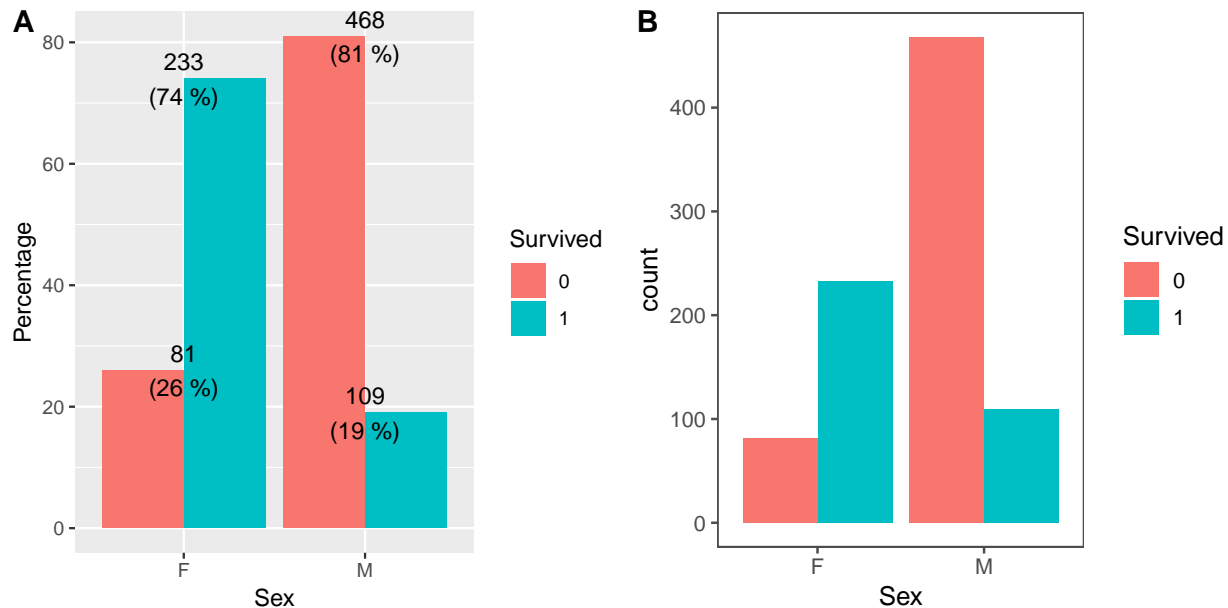 A
80
60
40
20
0
Percentage
468
(81 %)
233
(74 %)
81
(26 %)
109
(19 %)
F
M
Sex
Survived
0
1
B
400
300
200
100
0
count
F
M
Sex
Survived
0
1